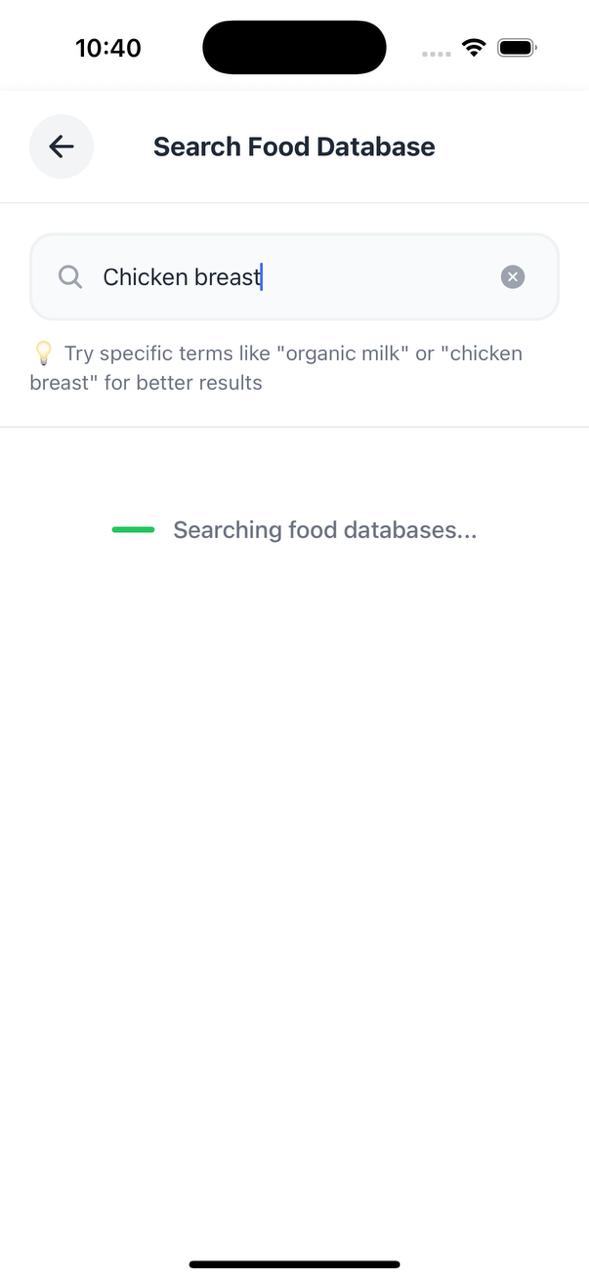 10:40
Search Food Database
Chicken breast
💡 Try specific terms like "organic milk" or "chicken
breast" for better results
Searching food databases...